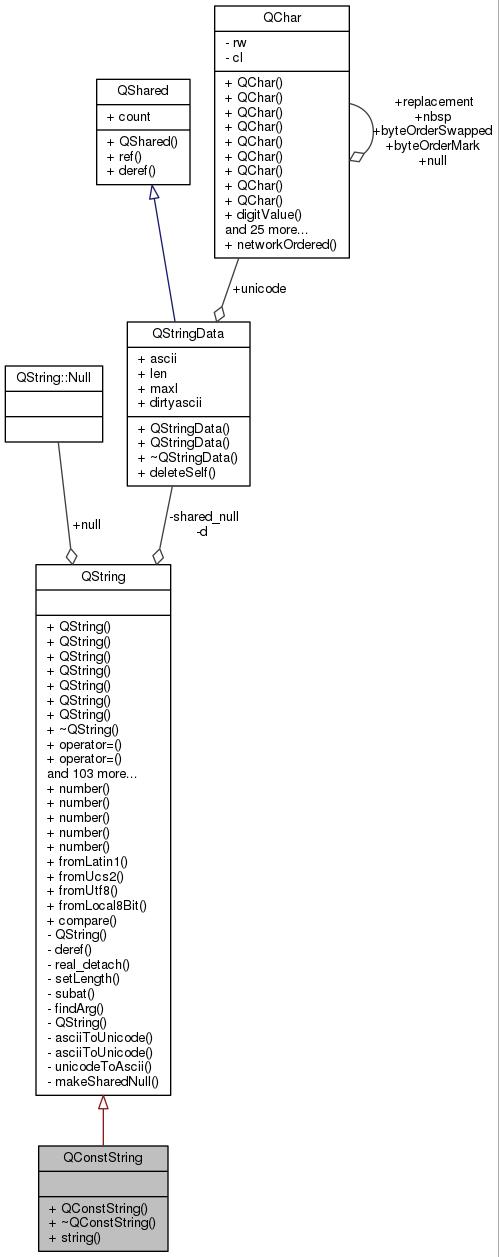 QChar
- rw
- cl
+ QChar()
+ QChar()
+ QChar()
+ QChar()
+ QChar()
+ QChar()
+ QChar()
+ QChar()
+ QChar()
+ digitValue()
and 25 more...
+ networkOrdered()
+replacement
+nbsp
+byteOrderSwapped
+byteOrderMark
+null
QShared
+ count
+ QShared()
+ ref()
+ deref()
+unicode
QStringData
+ ascii
+ len
+ maxl
+ dirtyascii
+ QStringData()
+ QStringData()
+ ~QStringData()
+ deleteSelf()
QString::Null
+null
-shared_null
-d
QString
+ QString()
+ QString()
+ QString()
+ QString()
+ QString()
+ QString()
+ QString()
+ ~QString()
+ operator=()
+ operator=()
and 103 more...
+ number()
+ number()
+ number()
+ number()
+ number()
+ fromLatin1()
+ fromUcs2()
+ fromUtf8()
+ fromLocal8Bit()
+ compare()
- QString()
- deref()
- real_detach()
- setLength()
- subat()
- findArg()
- QString()
- asciiToUnicode()
- asciiToUnicode()
- unicodeToAscii()
- makeSharedNull()
QConstString
+ QConstString()
+ ~QConstString()
+ string()